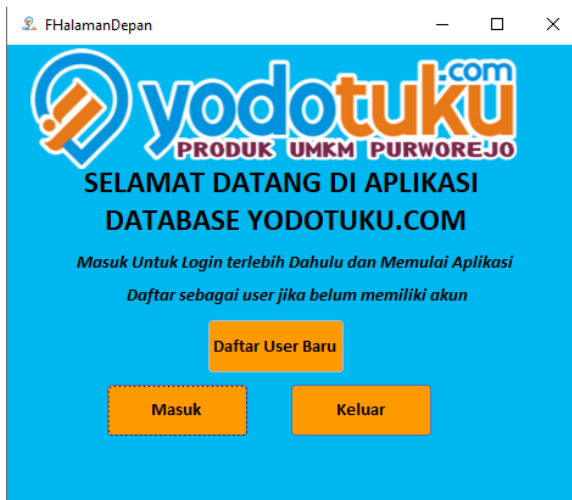 FHalamanDepan
yodotuku.com
PRODUK UMKM PURWOREJO
SELAMAT DATANG DI APLIKASI
DATABASE YODOTUKU.COM
Masuk Untuk Login terlebih Dahulu dan Memulai Aplikasi
Daftar sebagai user jika belum memiliki akun
Daftar User Baru
Masuk
Keluar